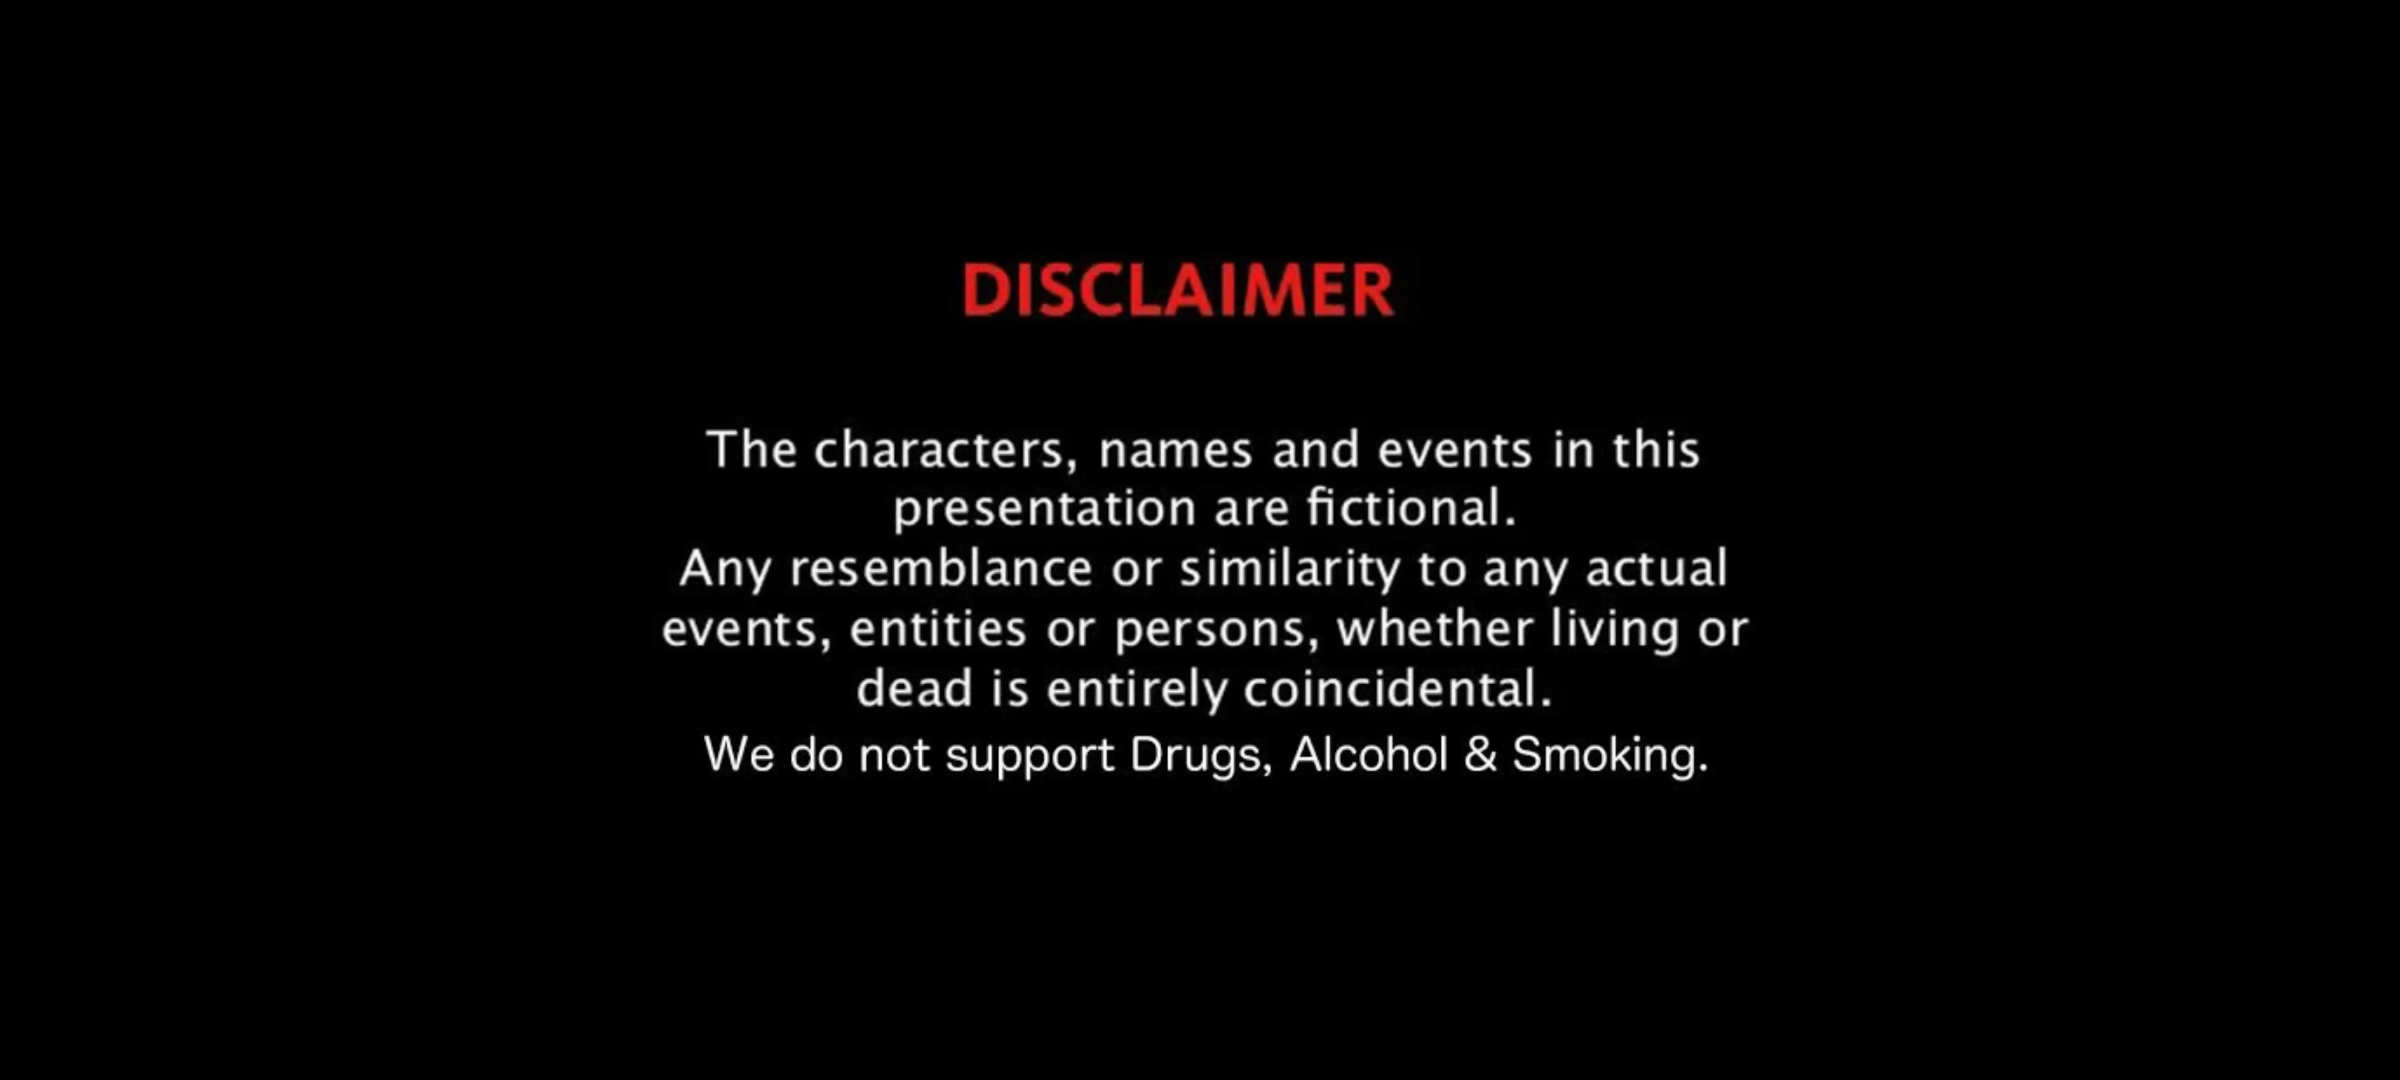 DISCLAIMER
The characters, names and events in this
presentation are fictional.
Any resemblance or similarity to any actual
events, entities or persons, whether living or
dead is entirely coincidental.
We do not support Drugs, Alcohol & Smoking.